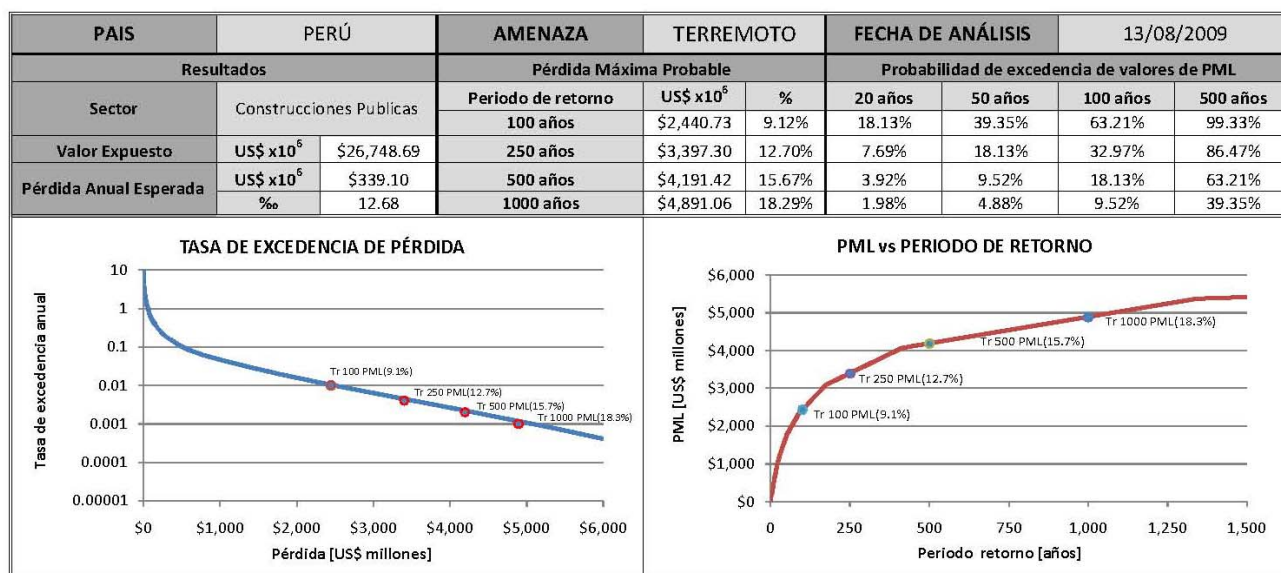 PAIS PERÚ AMENAZA TERREMOTO FECHA DE ANÁLISIS 13/08/2009
Resultados Pérdida Máxima Probable Probabilidad de excedencia de valores de PML
Sector Construcciones Publicas Periodo de retorno US$ x10⁶ % 20 años 50 años 100 años 500 años
100 años $2,440.73 9.12% 18.13% 39.35% 63.21% 99.33%
Valor Expuesto US$ x10⁶ $26,748.69 250 años $3,397.30 12.70% 7.69% 18.13% 32.97% 86.47%
Pérdida Anual Esperada US$ x10⁶ $339.10 500 años $4,191.42 15.67% 3.92% 9.52% 18.13% 63.21%
‰ 12.68 1000 años $4,891.06 18.29% 1.98% 4.88% 9.52% 39.35%
TASA DE EXCEDENCIA DE PÉRDIDA
Tasa de excedencia anual
10
1
0.1
0.01
0.001
0.0001
0.00001
Tr 100 PML(9.1%)
Tr 250 PML(12.7%)
Tr 500 PML(15.7%)
Tr 1000 PML(18.3%)
$0 $1,000 $2,000 $3,000 $4,000 $5,000 $6,000
Pérdida [US$ millones]
PML vs PERIODO DE RETORNO
PML [US$ millones]
$6,000
$5,000
$4,000
$3,000
$2,000
$1,000
$0
Tr 1000 PML(18.3%)
Tr 500 PML(15.7%)
Tr 250 PML(12.7%)
Tr 100 PML(9.1%)
0 250 500 750 1,000 1,250 1,500
Periodo retorno [años]